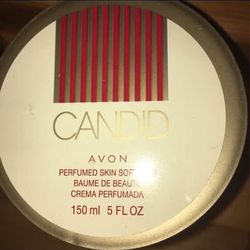 CANDID
AVON
PERFUMED SKIN
BAUME DE BEAUTÉ
CREMA PERFUMADA
150 ml 5 FL OZ